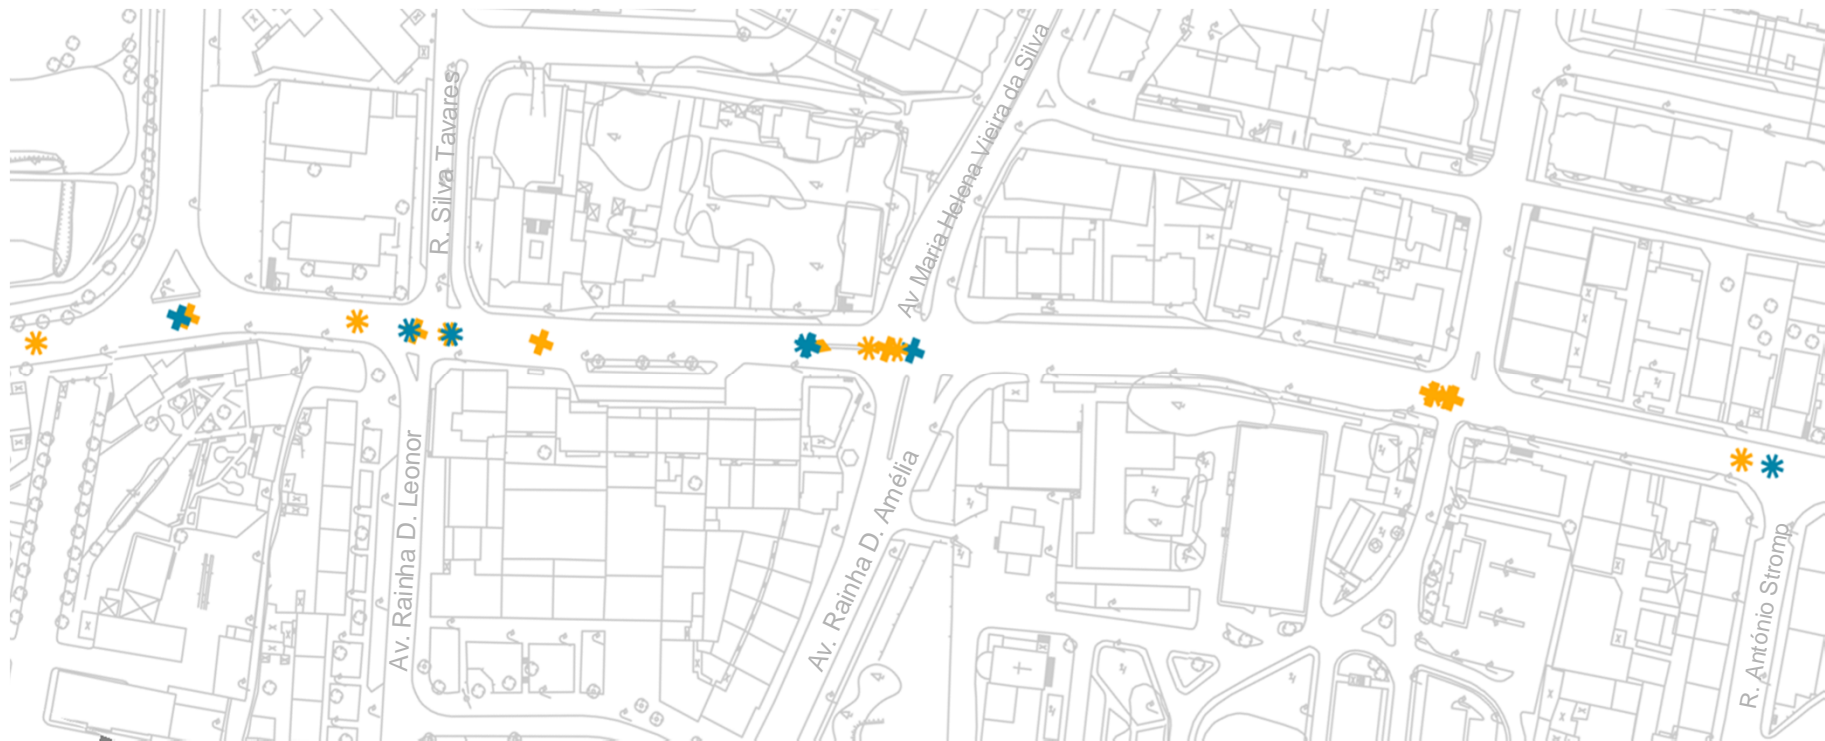 R. Silva Tavares
Av Maria Helena Vieira da Silva
Av. Rainha D. Leonor
Av. Rainha D. Amélia
R. António Stromp